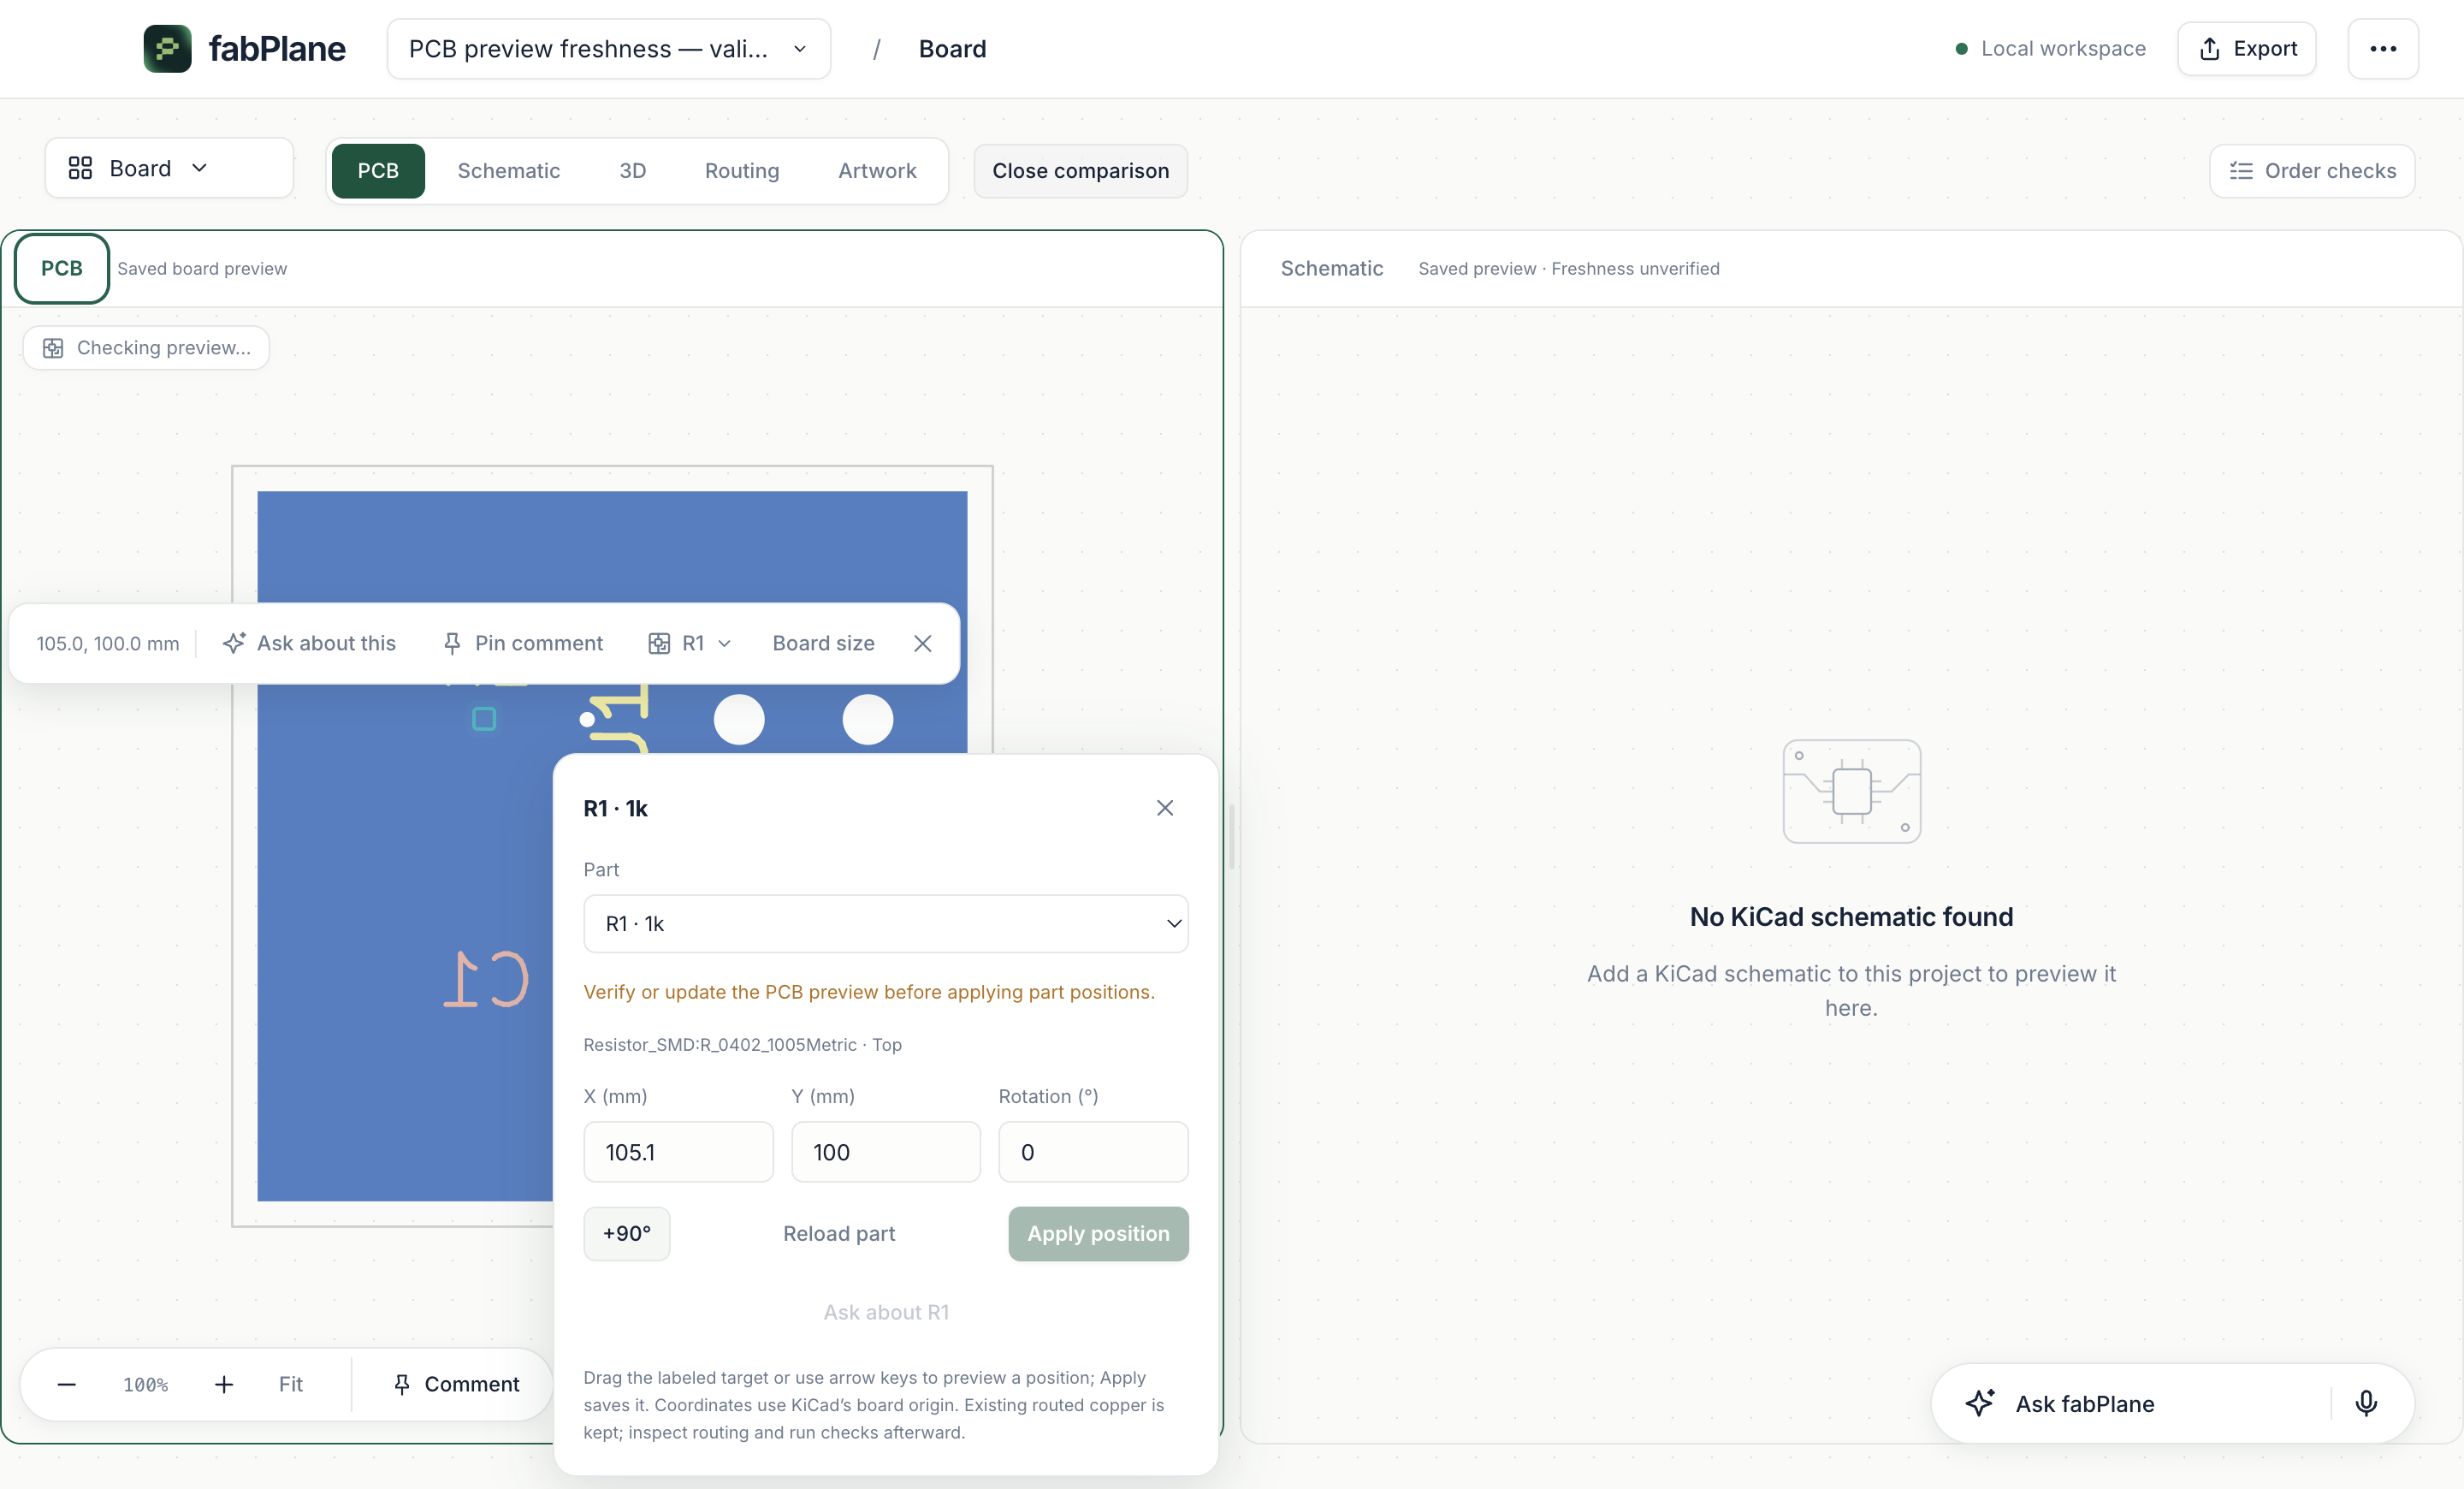 fabPlane
PCB preview freshness — vali...
/
Board
Local workspace
Export
Board
PCB
Schematic
3D
Routing
Artwork
Close comparison
Order checks
PCB
Saved board preview
Schematic
Saved preview · Freshness unverified
Checking preview...
105.0, 100.0 mm
Ask about this
Pin comment
R1
Board size
C1
R1 · 1k
Part
R1 · 1k
Verify or update the PCB preview before applying part positions.
Resistor_SMD:R_0402_1005Metric · Top
X (mm)
Y (mm)
Rotation (°)
105.1
100
0
+90°
Reload part
Apply position
Ask about R1
Drag the labeled target or use arrow keys to preview a position; Apply
saves it. Coordinates use KiCad’s board origin. Existing routed copper is
kept; inspect routing and run checks afterward.
No KiCad schematic found
Add a KiCad schematic to this project to preview it
here.
100%
Fit
Comment
Ask fabPlane